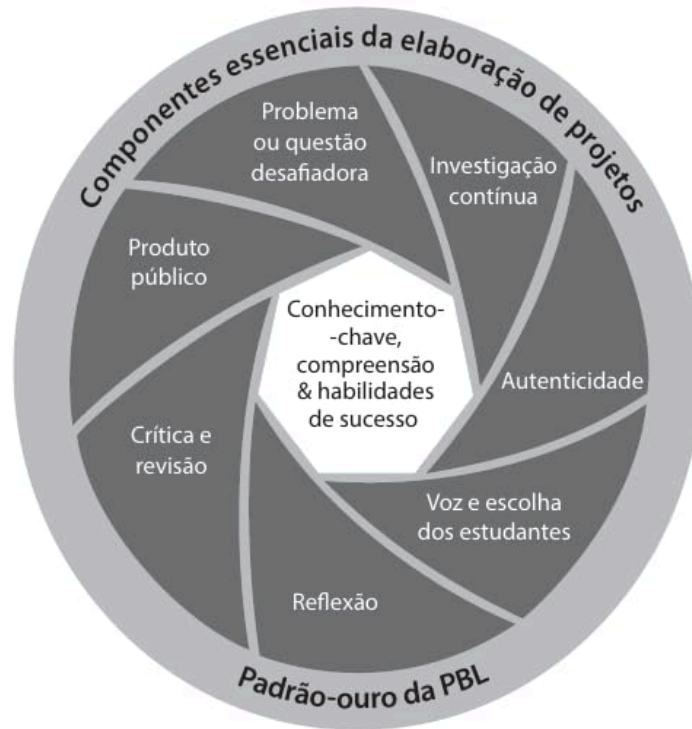 Componentes essenciais da elaboração de projetos
Problema
ou questão
desafiadora
Investigação
contínua
Autenticidade
Voz e escolha
dos estudantes
Reflexão
Crítica e
revisão
Produto
público
Conhecimento-
-chave,
compreensão
& habilidades
de sucesso
Padrão-ouro da PBL